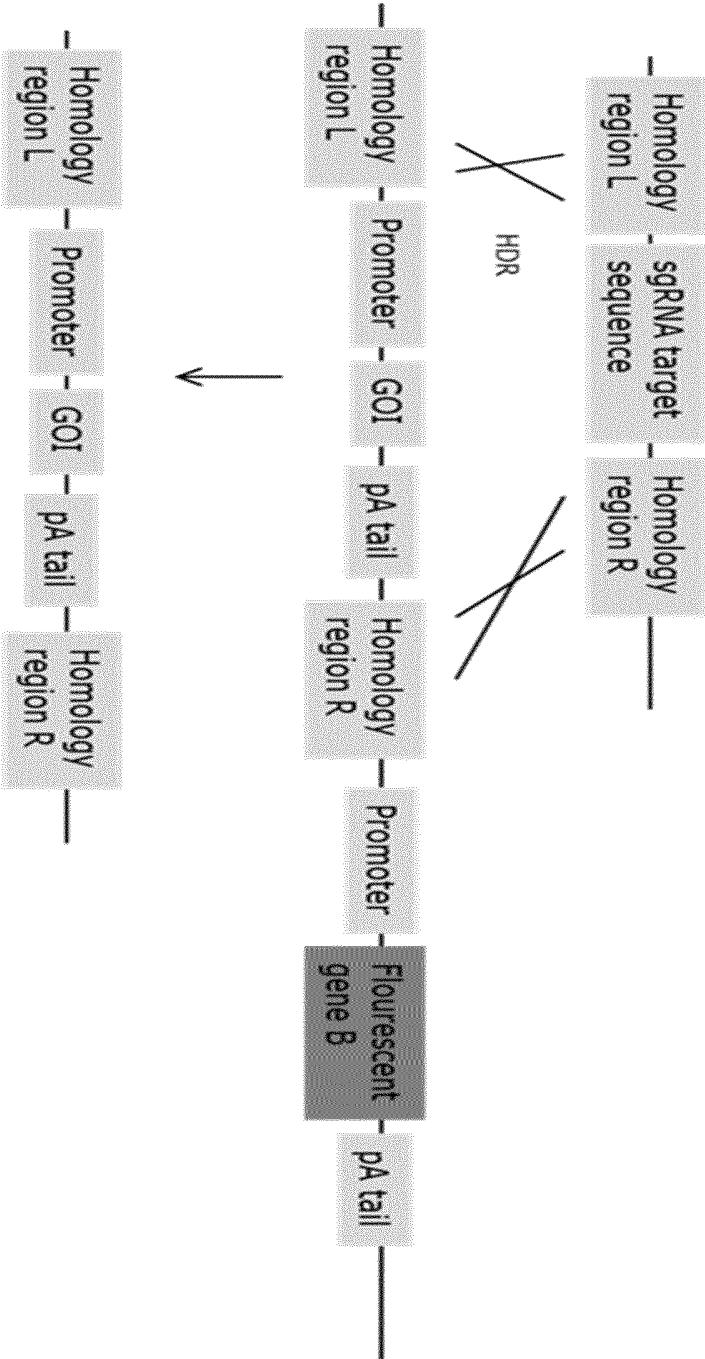 Homology
region L
sgRNA target
sequence
Homology
region R
HDR
Homology
region L
Promoter
GOI
pA tail
Homology
region R
Promoter
Flourescent
gene B
pA tail
Homology
region L
Promoter
GOI
pA tail
Homology
region R